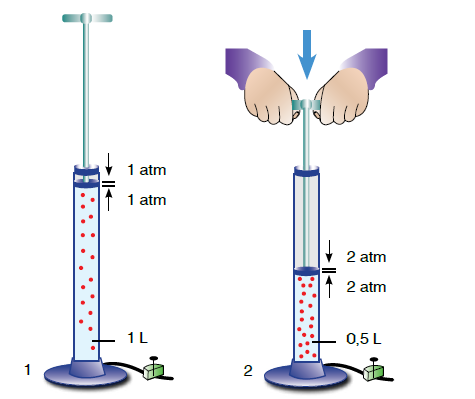 1 atm
1 atm
1 L
1
2 atm
2 atm
0,5 L
2